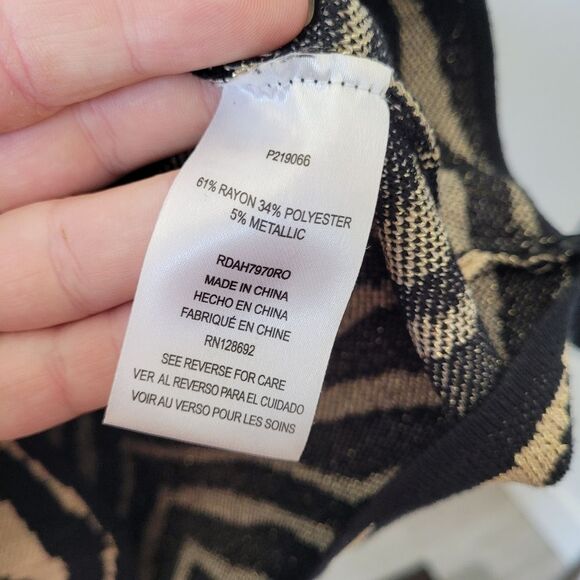 P219066
61% RAYON 34% POLYESTER
5% METALLIC
RDAH7970RO
MADE IN CHINA
HECHO EN CHINA
FABRIQUÉ EN CHINE
RN128692
SEE REVERSE FOR CARE
VER AL REVERSO PARA EL CUIDADO
VOIR AU VERSO POUR LES SOINS